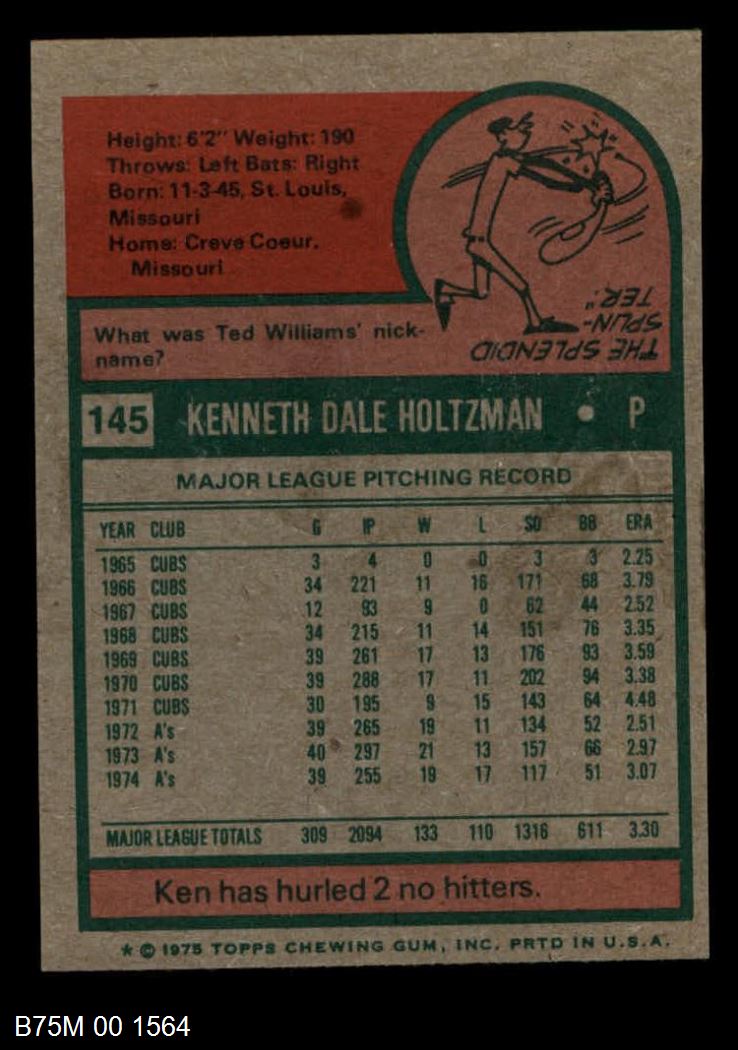 Height: 6'2" Weight: 190
Throws: Left Bats: Right
Born: 11-3-45, St. Louis,
Missouri
Home: Creve Coeur,
Missouri
What was Ted Williams' nick-
name?
THE SPLENDID
SPLIN-
TER."
145 KENNETH DALE HOLTZMAN • P
MAJOR LEAGUE PITCHING RECORD
YEAR CLUB G IP W L SO BB ERA
1965 CUBS 3 4 0 0 3 3 2.25
1966 CUBS 34 221 11 16 171 68 3.79
1967 CUBS 12 93 9 0 62 44 2.52
1968 CUBS 34 215 11 14 151 76 3.35
1969 CUBS 39 261 17 13 176 93 3.59
1970 CUBS 39 288 17 11 202 94 3.38
1971 CUBS 30 195 9 15 143 64 4.48
1972 A's 39 265 19 11 134 52 2.51
1973 A's 40 297 21 13 157 66 2.97
1974 A's 39 255 19 17 117 51 3.07
MAJOR LEAGUE TOTALS 309 2094 133 110 1316 611 3.30
Ken has hurled 2 no hitters.
* © 1975 TOPPS CHEWING GUM, INC. PRTD IN U.S.A.
B75M 00 1564